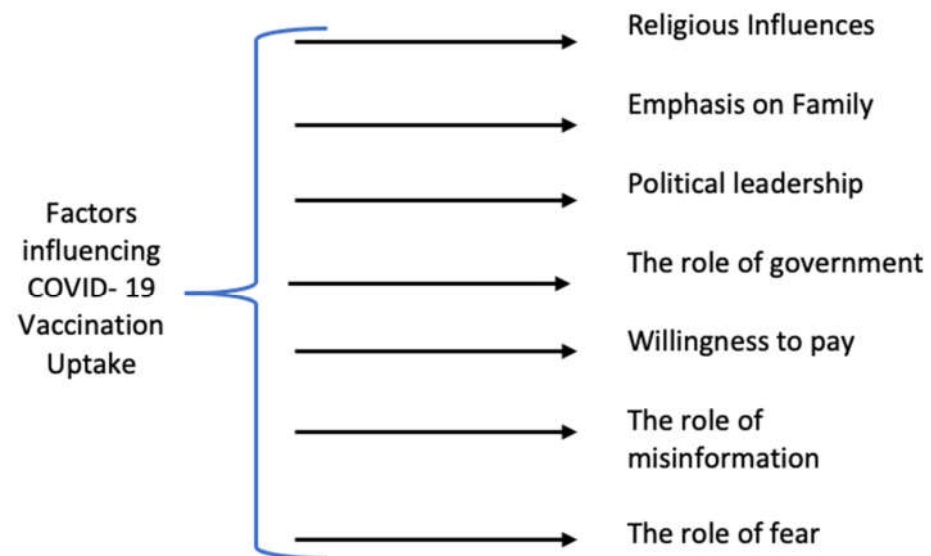 Factors
influencing
COVID- 19
Vaccination
Uptake
Religious Influences
Emphasis on Family
Political leadership
The role of government
Willingness to pay
The role of
misinformation
The role of fear